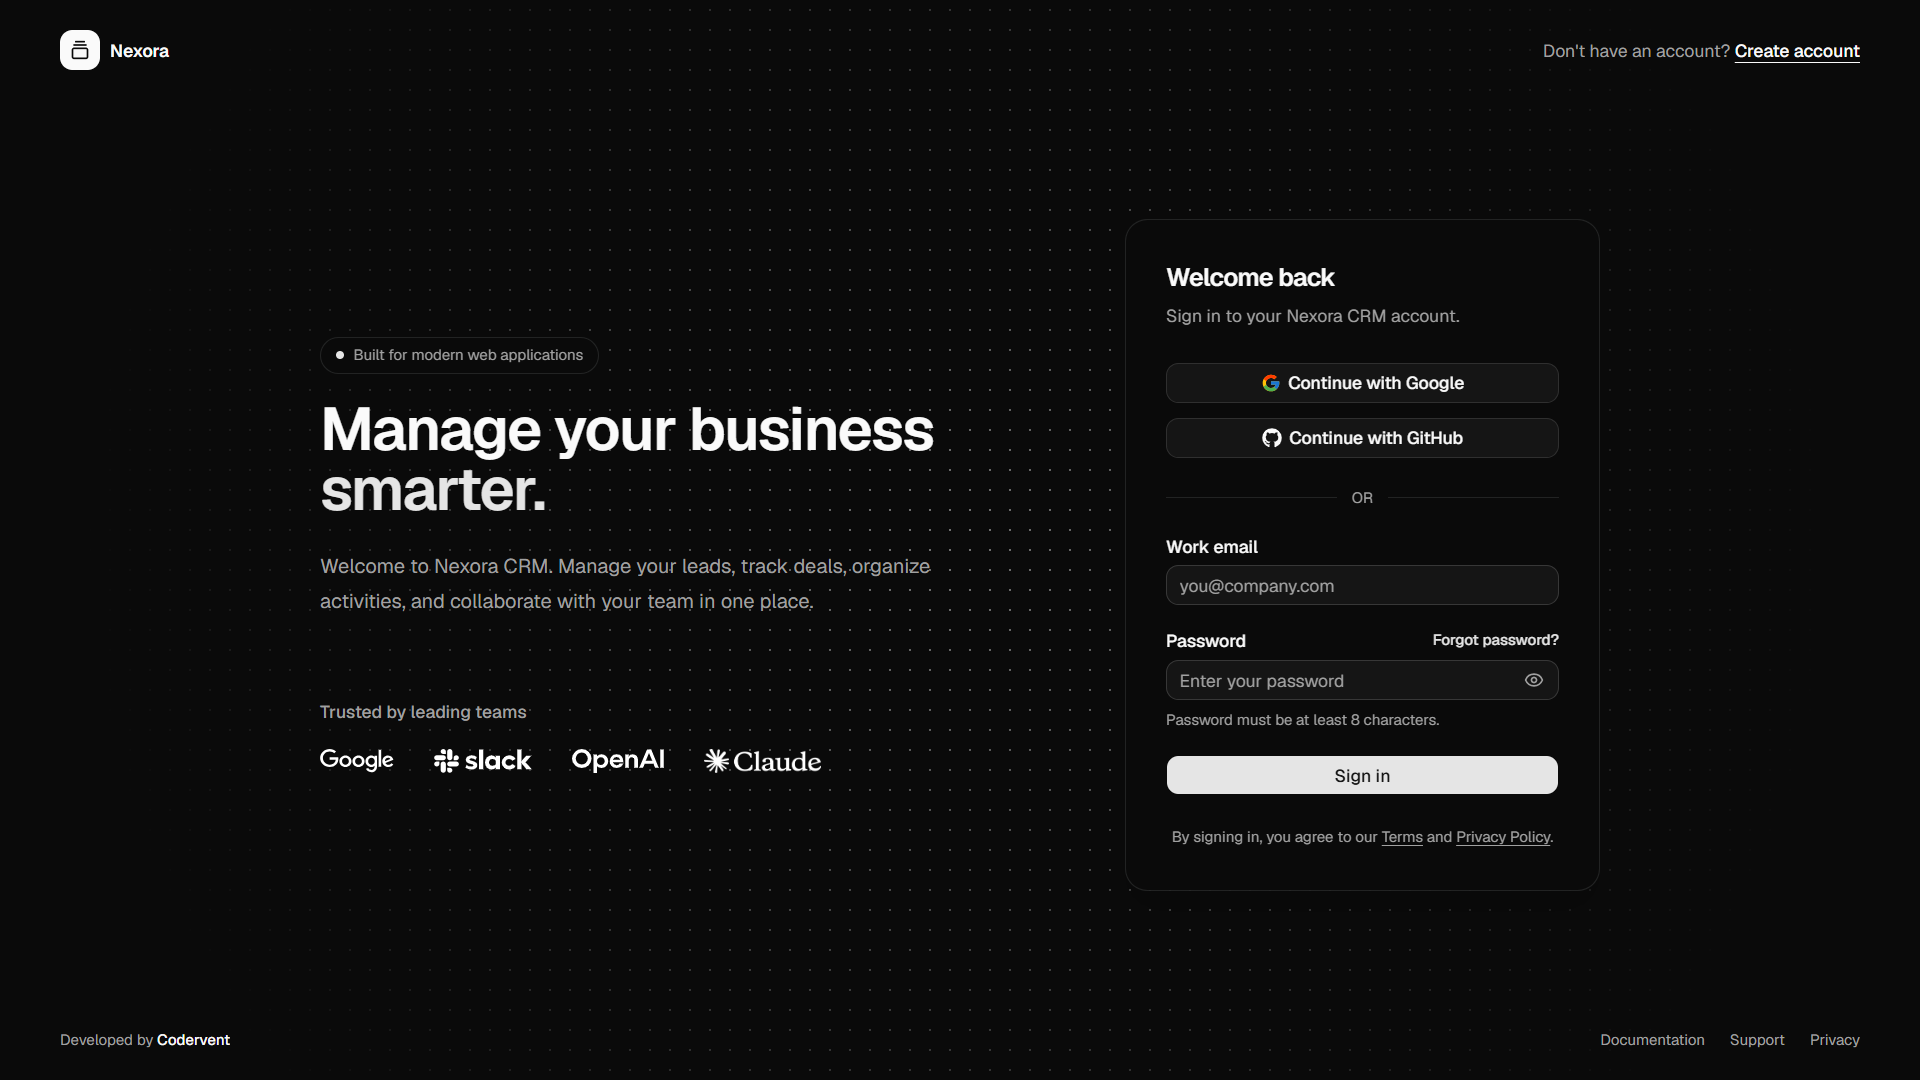 Nexora
Don't have an account? Create account
Built for modern web applications
Manage your business
smarter.
Welcome to Nexora CRM. Manage your leads, track deals, organize
activities, and collaborate with your team in one place.
Trusted by leading teams
Google
slack
OpenAI
Claude
Welcome back
Sign in to your Nexora CRM account.
Continue with Google
Continue with GitHub
OR
Work email
you@company.com
Password
Forgot password?
Enter your password
Password must be at least 8 characters.
Sign in
By signing in, you agree to our Terms and Privacy Policy.
Developed by Codervent
Documentation
Support
Privacy